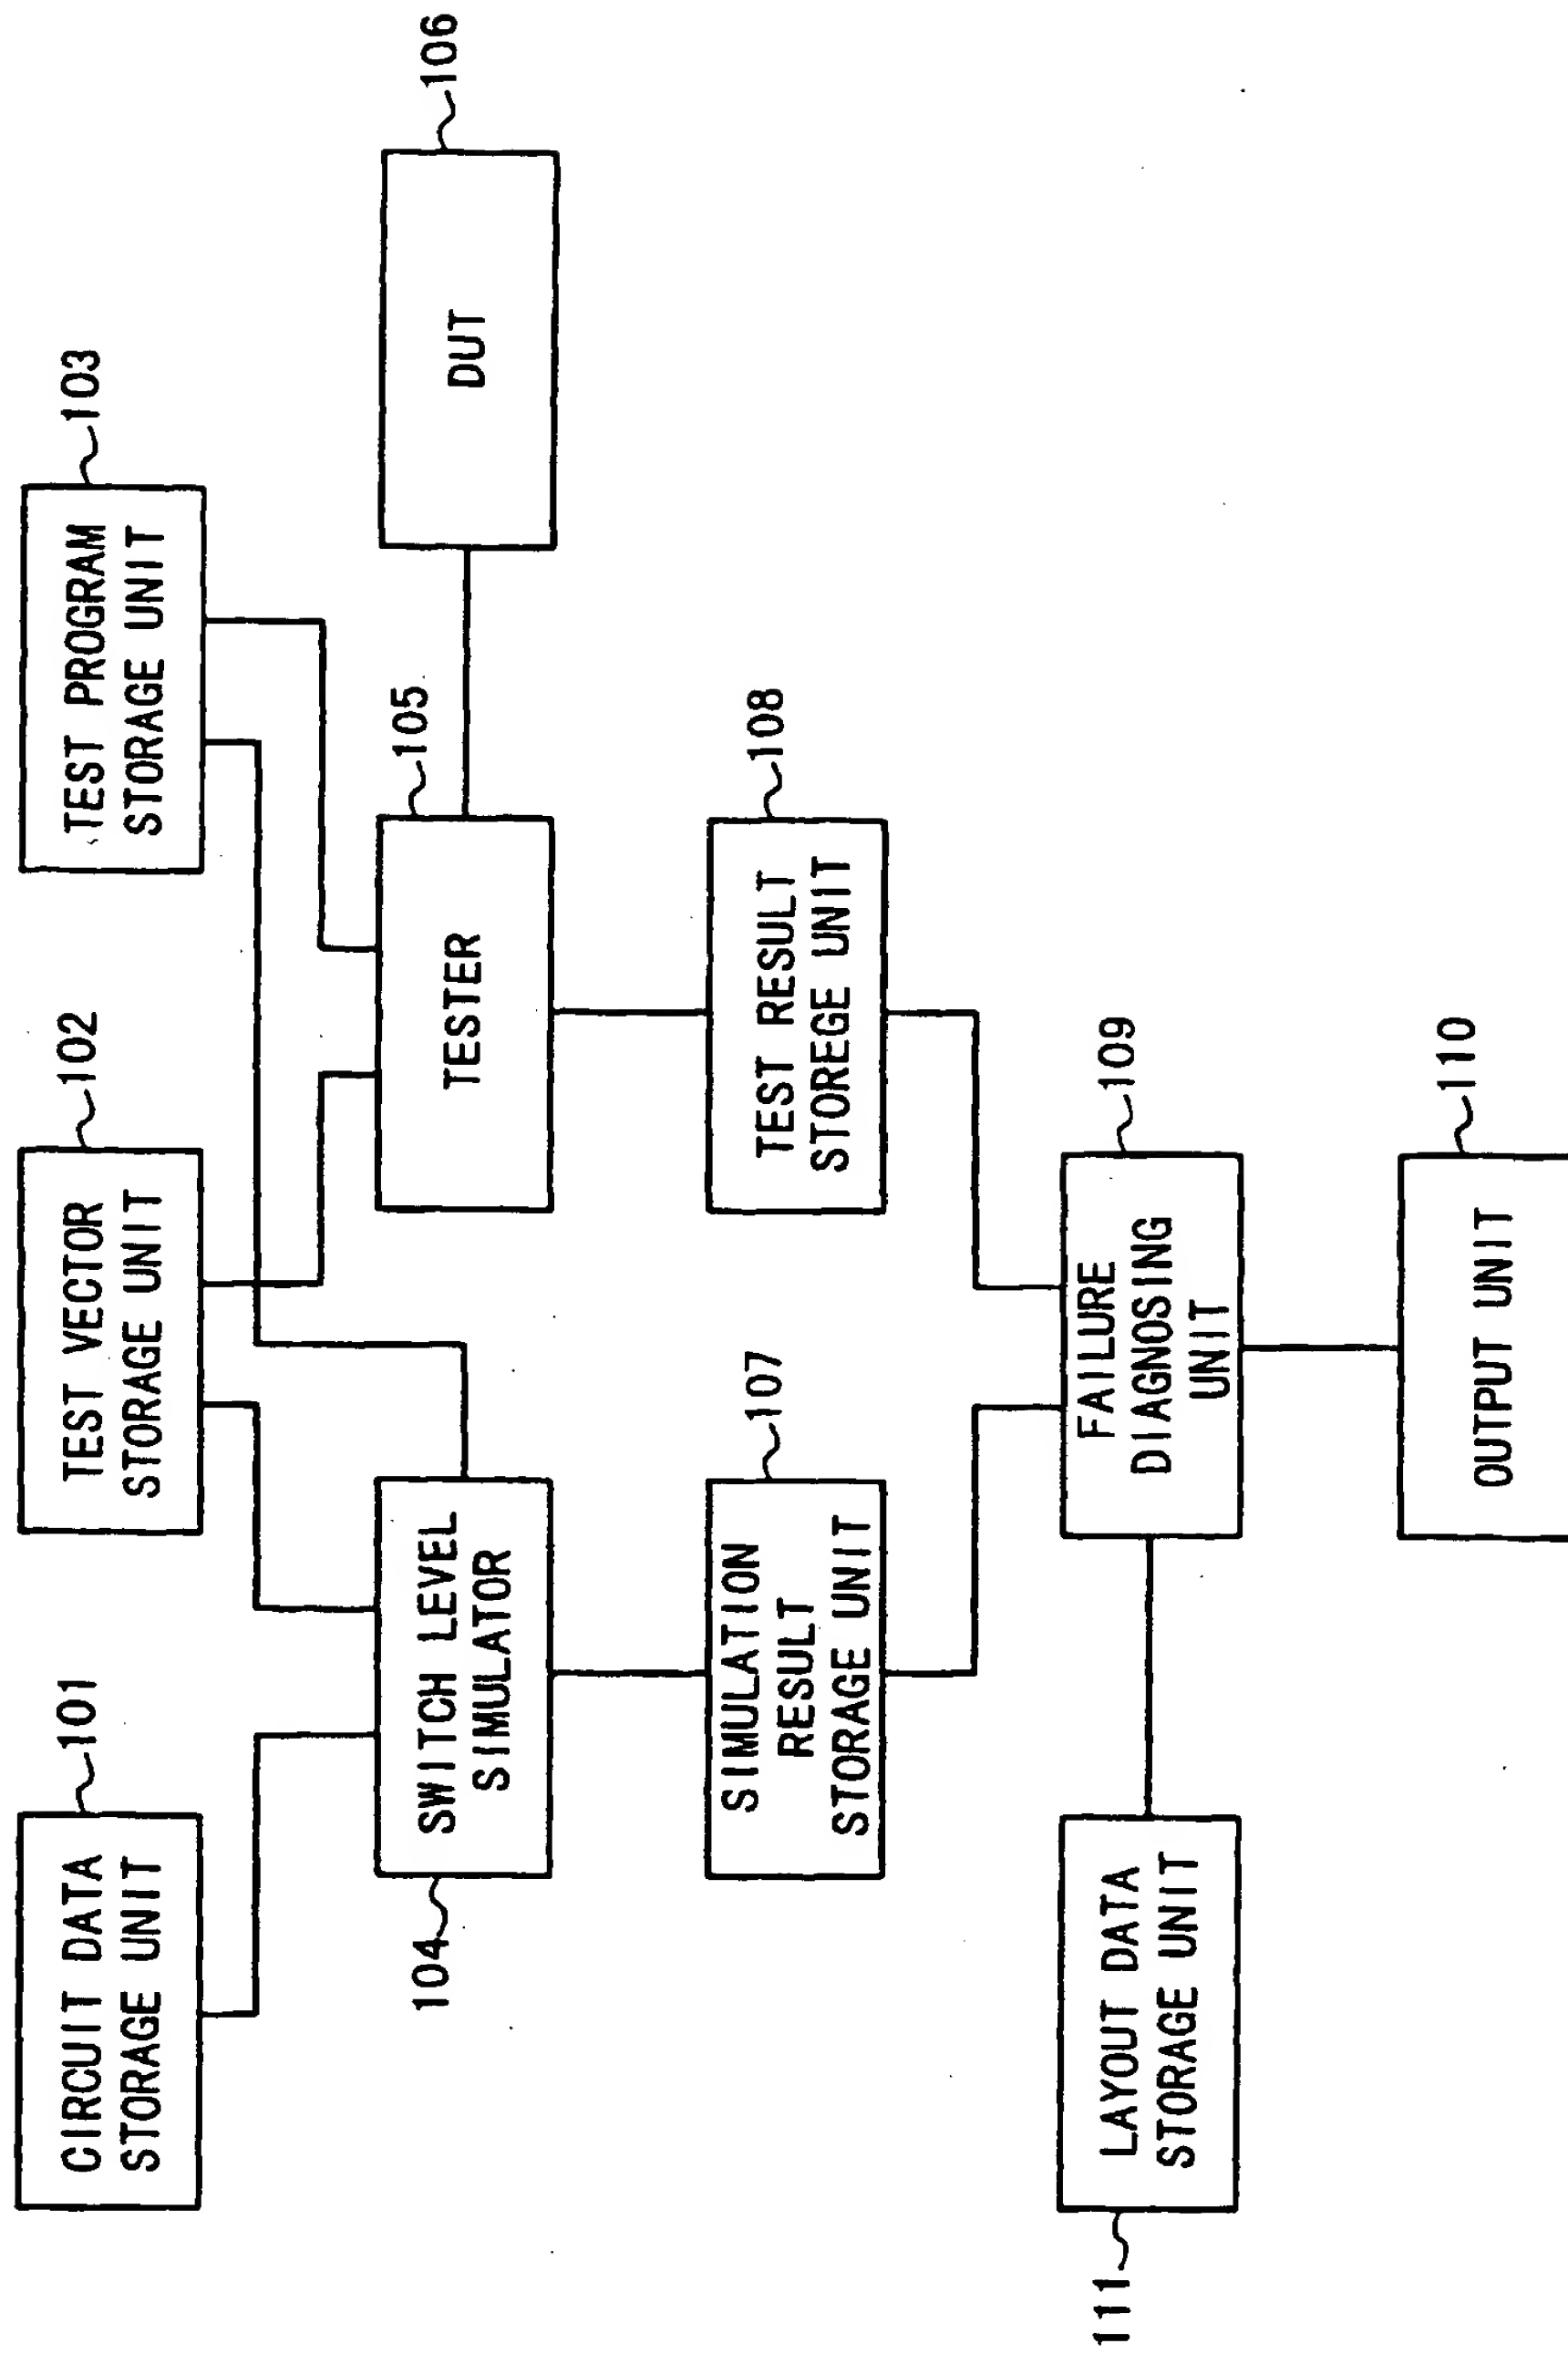 101
CIRCUIT DATA
STORAGE UNIT
102
TEST VECTOR
STORAGE UNIT
103
TEST PROGRAM
STORAGE UNIT
104
SWITCH LEVEL
SIMULATOR
105
TESTER
106
DUT
107
SIMULATION
RESULT
STORAGE UNIT
108
TEST RESULT
STOREGE UNIT
111
LAYOUT DATA
STORAGE UNIT
109
FAILURE
DIAGNOSING
UNIT
110
OUTPUT UNIT